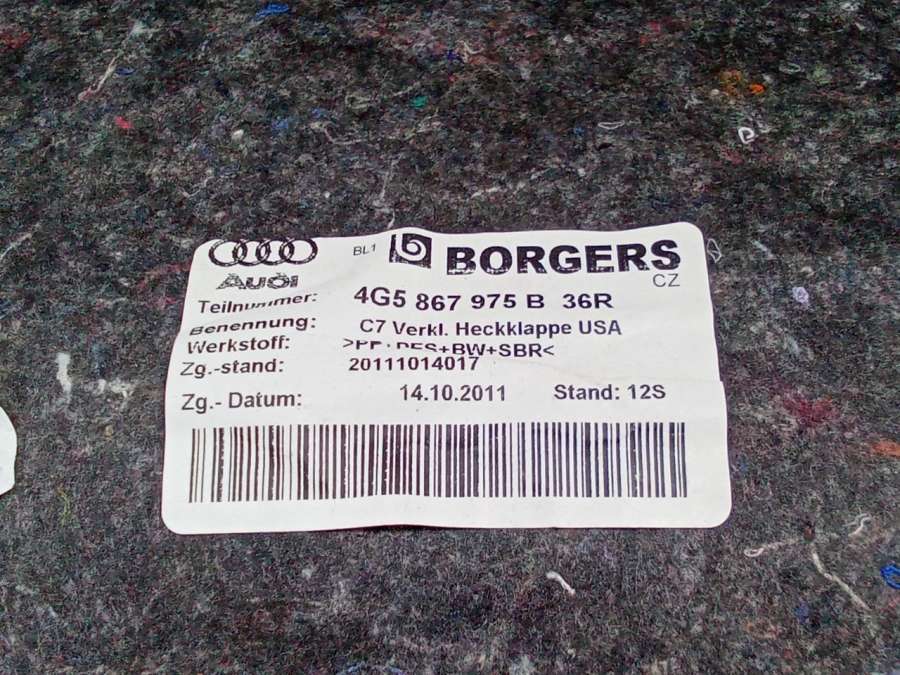 Audi
BL1
BORGERS
CZ
Teilnummer: 4G5 867 975 B 36R
Benennung: C7 Verkl. Heckklappe USA
Werkstoff: >PP+PES+BW+SBR<
Zg.-stand: 20111014017
Zg.- Datum: 14.10.2011 Stand: 12S